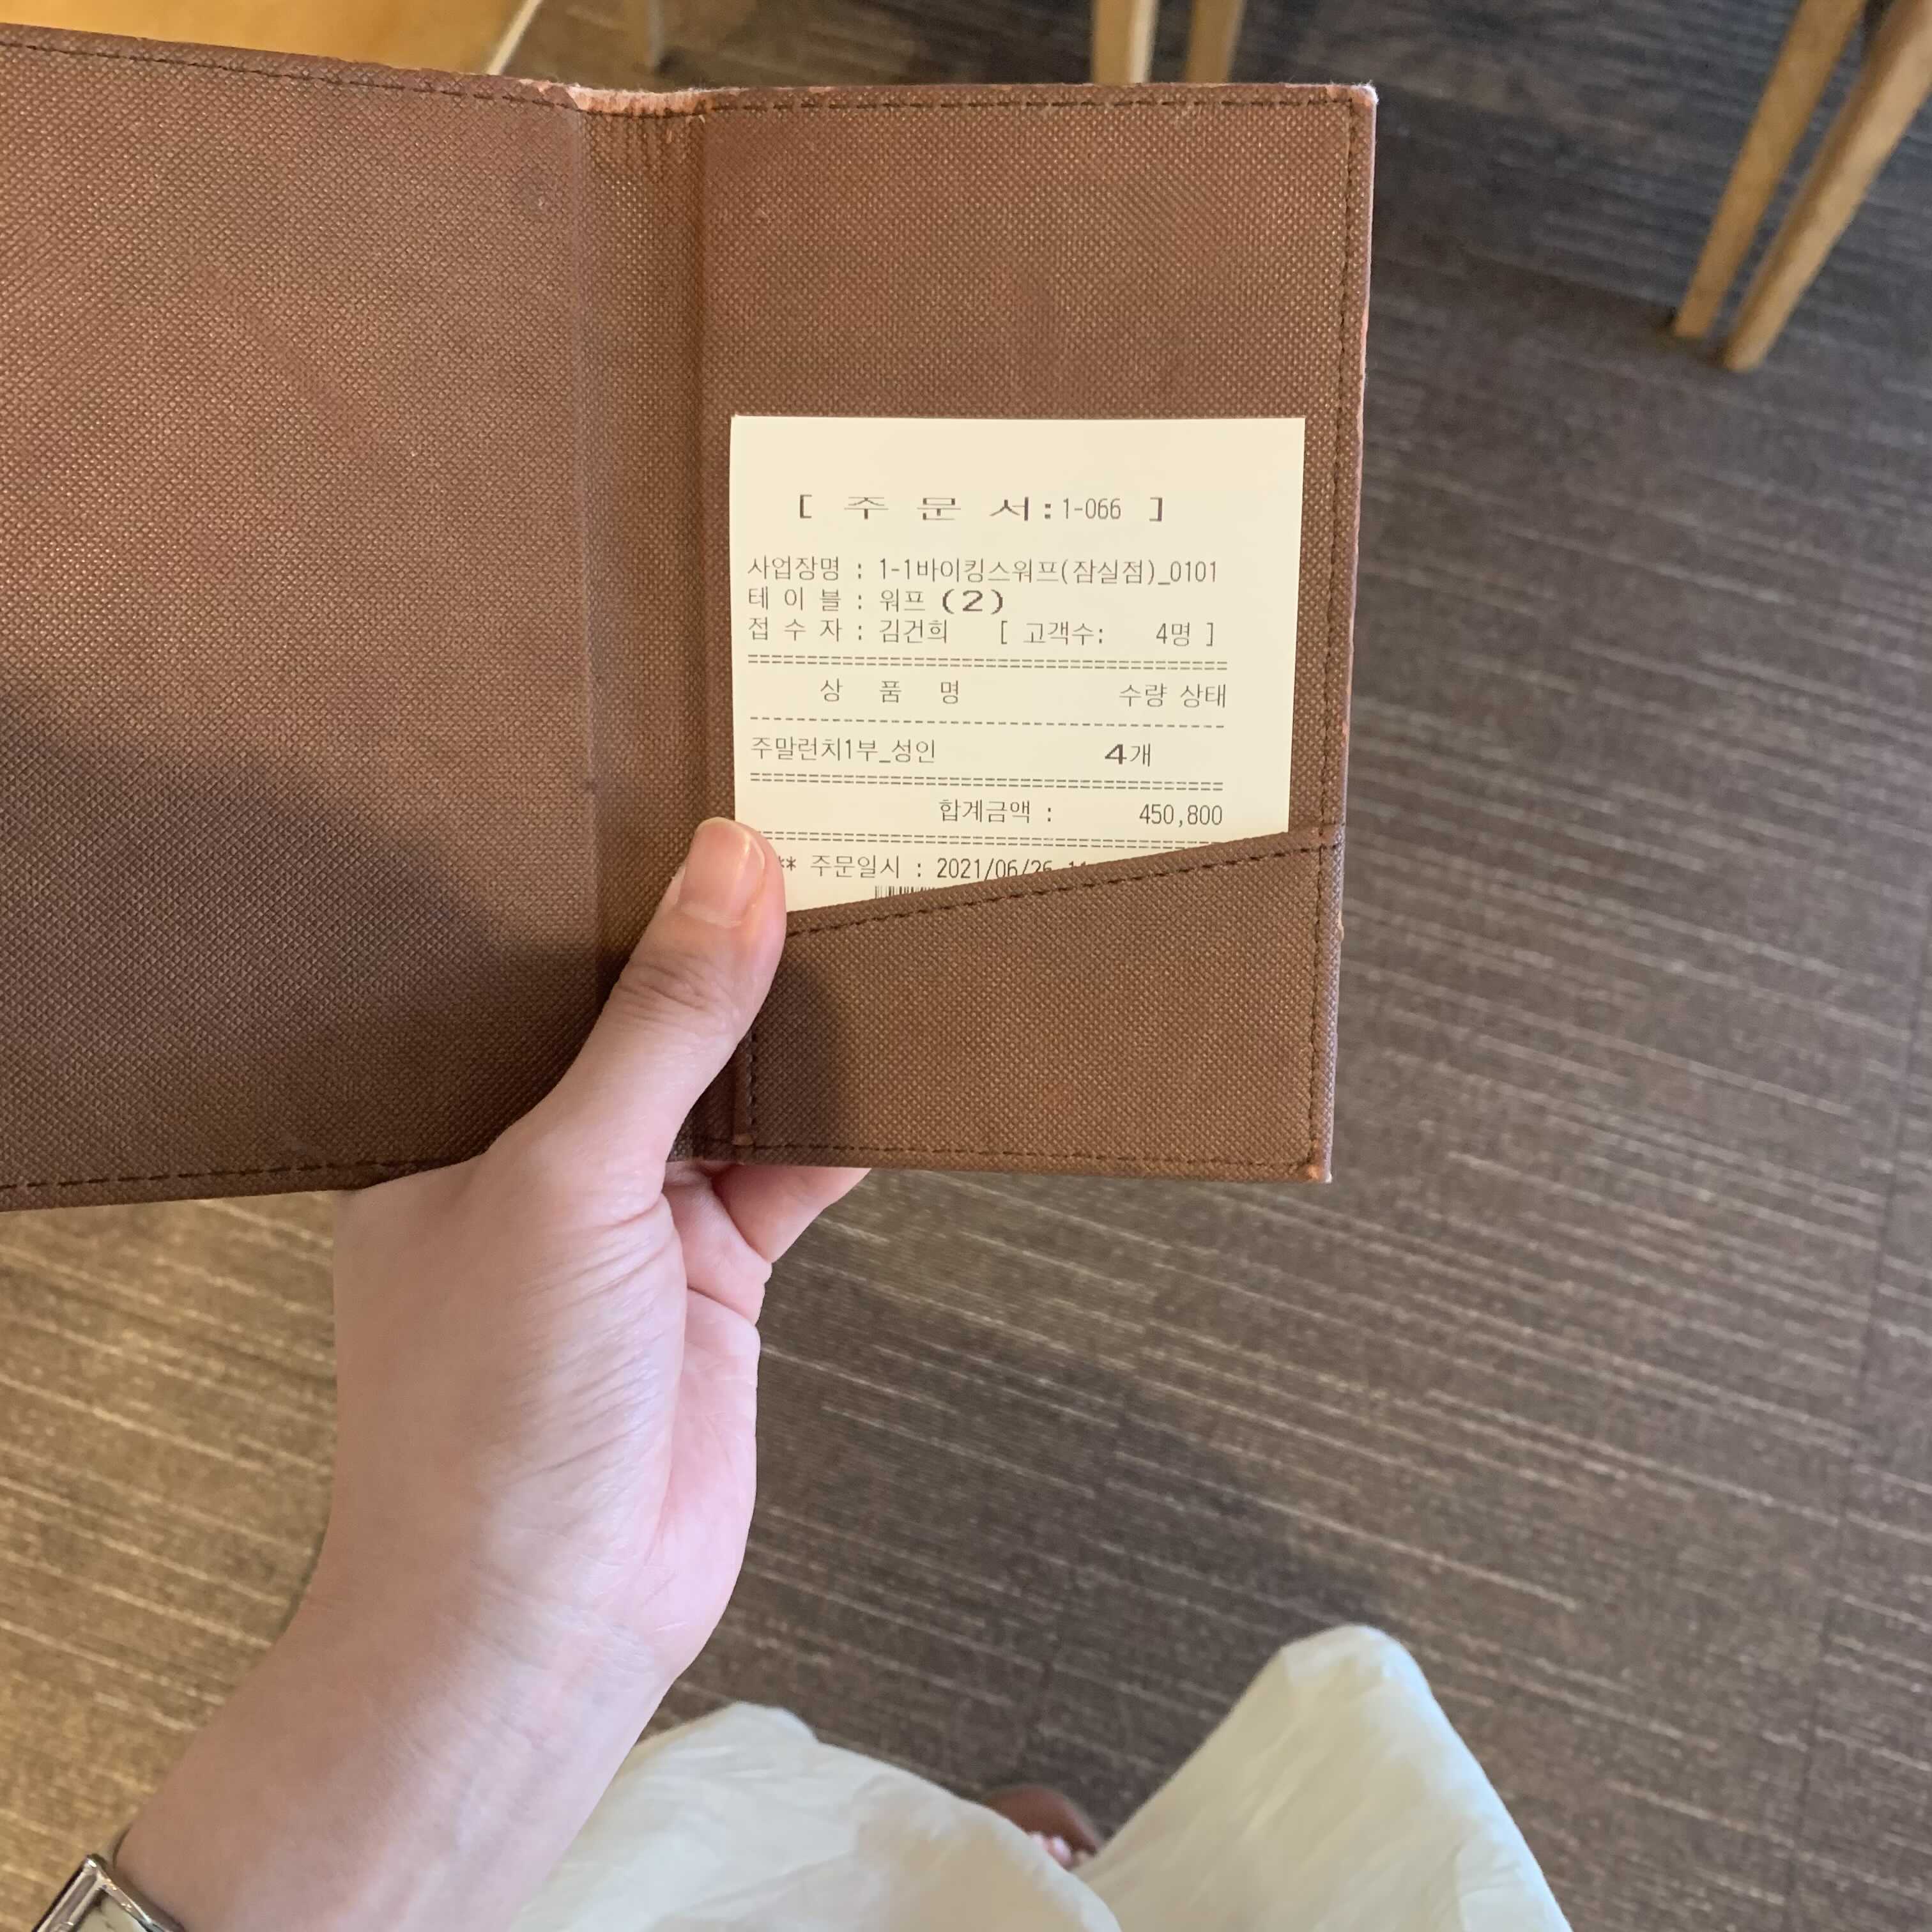 [ 주 문 서:1-066 ]
사업장명 : 1-1바이킹스워프(잠실점)_0101
테 이 블 : 워프 (2)
접 수 자 : 김건희 [ 고객수: 4명 ]
상 품 명 수량 상태
주말런치1부_성인 4개
합계금액 : 450,800
** 주문일시 : 2021/06/26